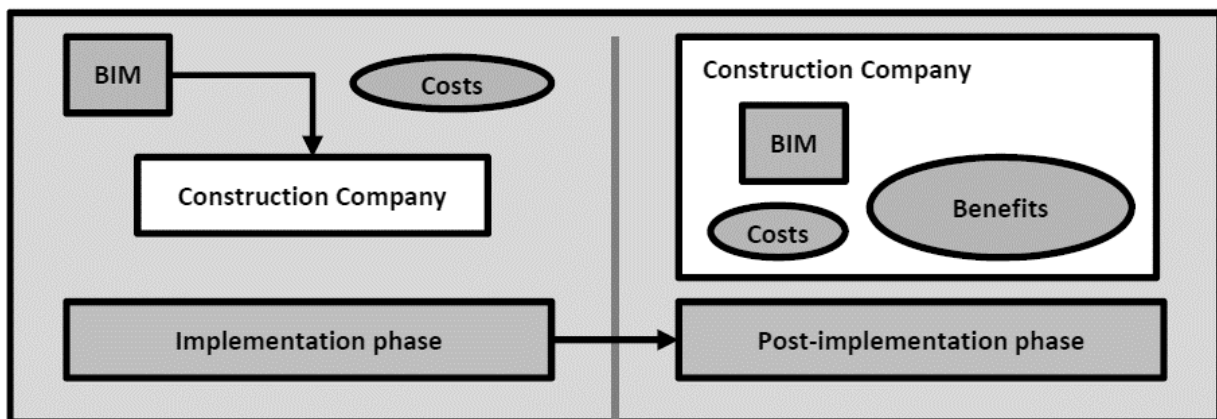 BIM
Costs
Construction Company
Implementation phase
Construction Company
BIM
Benefits
Costs
Post-implementation phase